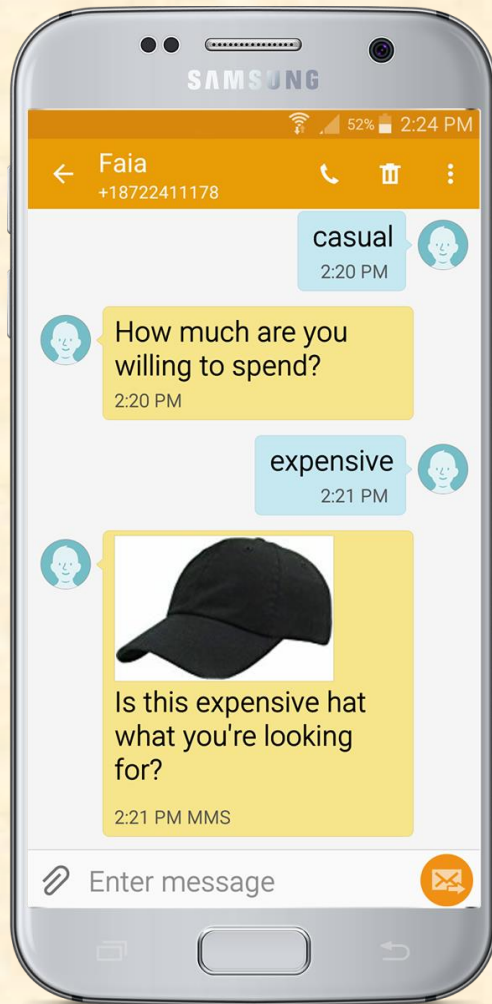 SAMSUNG
52% 2:24 PM
Faia
+18722411178
casual
2:20 PM
How much are you
willing to spend?
2:20 PM
expensive
2:21 PM
Is this expensive hat
what you're looking
for?
2:21 PM MMS
Enter message